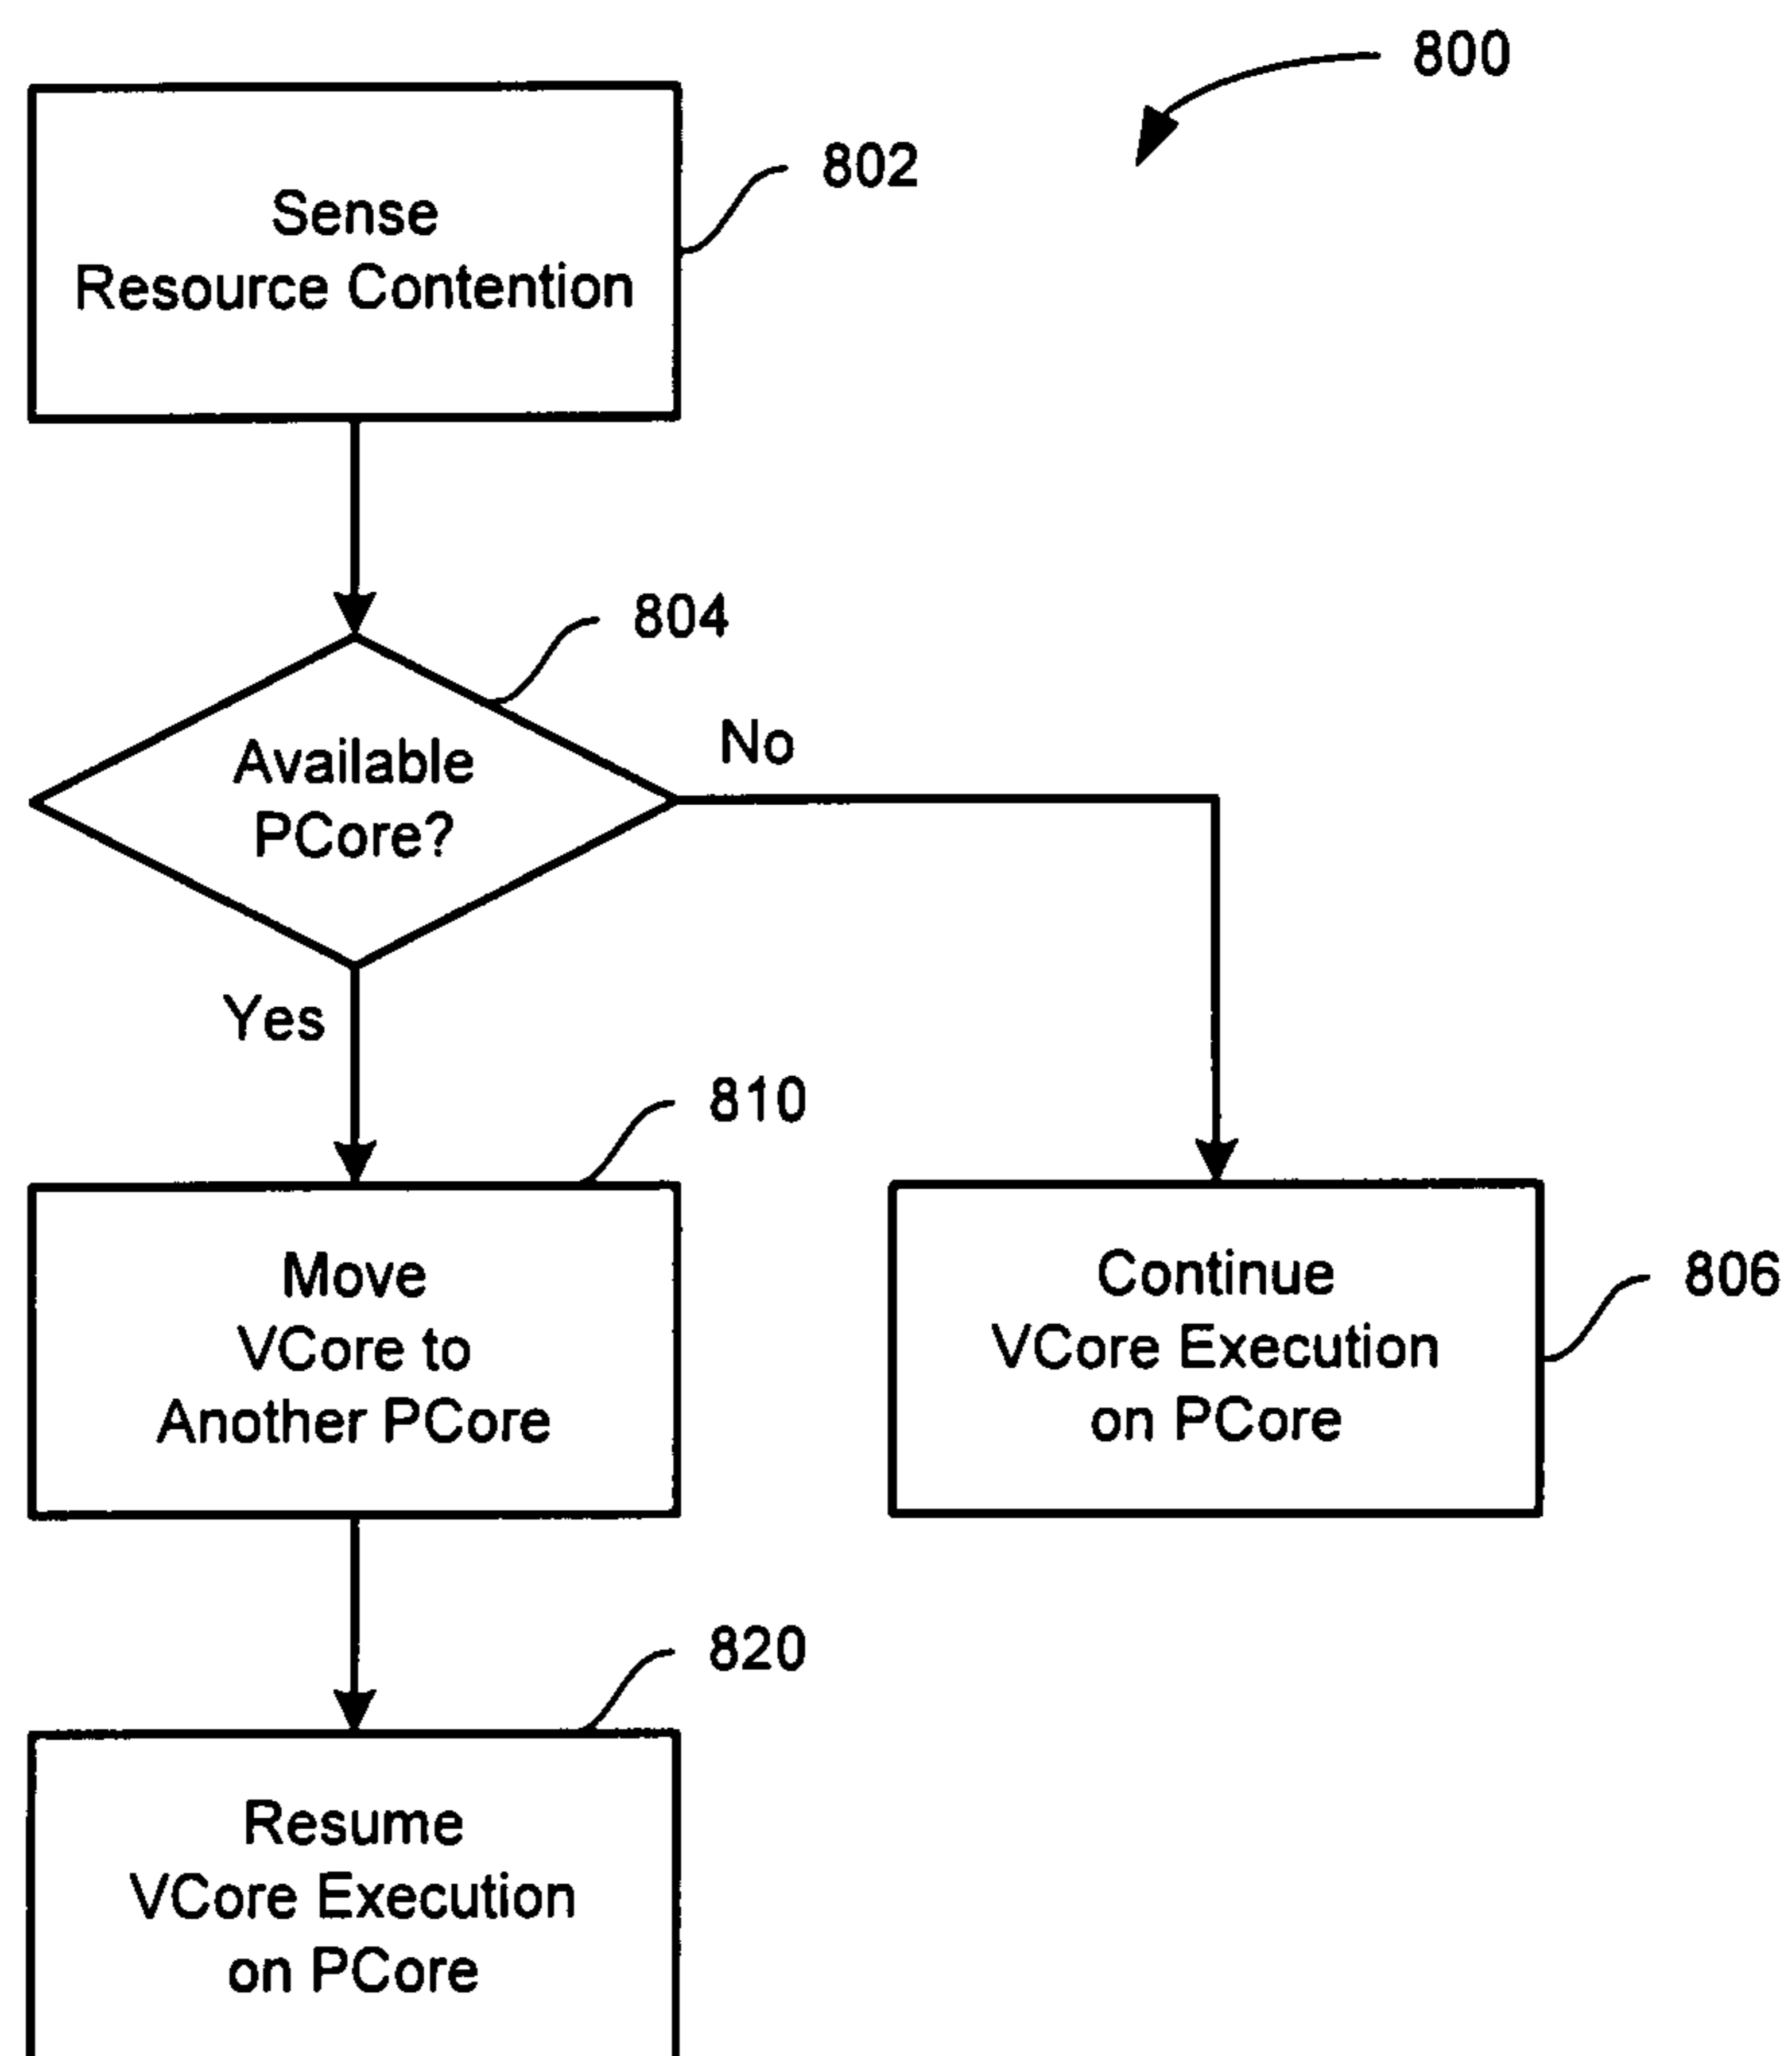 800
Sense
Resource Contention
802
804
Available
PCore?
No
Yes
810
Move
VCore to
Another PCore
Continue
VCore Execution
on PCore
806
820
Resume
VCore Execution
on PCore